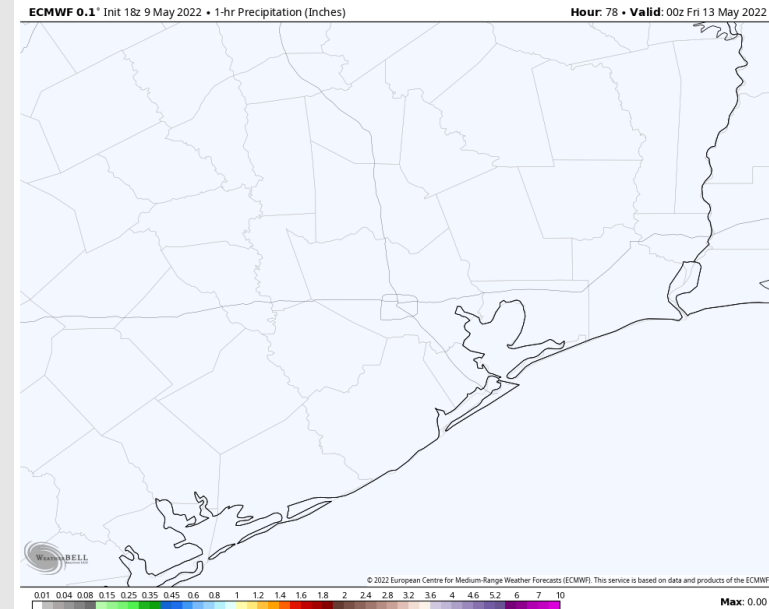 ECMWF 0.1° Init 18z 9 May 2022 • 1-hr Precipitation (Inches) Hour: 78 • Valid: 00z Fri 13 May 2022
WEATHERBELL
© 2022 European Centre for Medium-Range Weather Forecasts (ECMWF). This service is based on data and products of the ECMWF
0.01 0.04 0.08 0.15 0.25 0.35 0.45 0.6 0.8 1 1.2 1.4 1.6 1.8 2 2.4 2.8 3.2 3.6 4 4.6 5.2 6 7 10 Max: 0.00